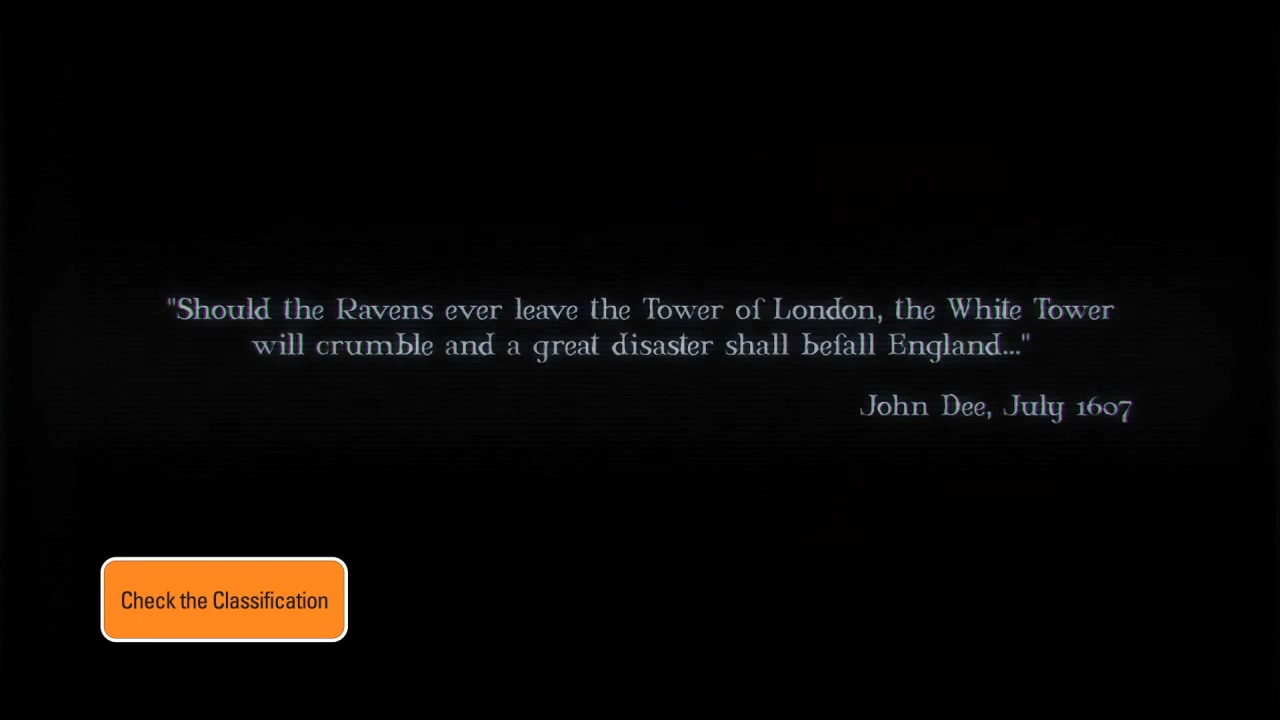 "Should the Ravens ever leave the Tower of London, the White Tower
will crumble and a great disaster shall befall England..."
John Dee, July 1607
Check the Classification